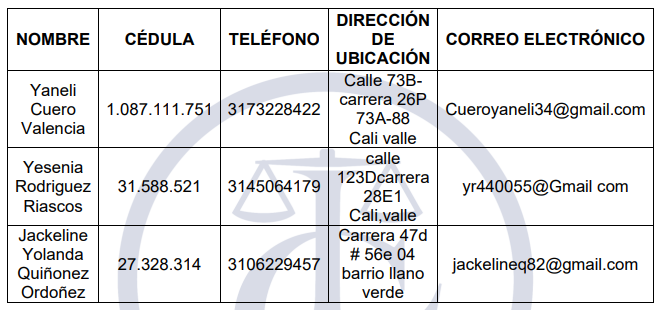 NOMBRE CÉDULA TELÉFONO DIRECCIÓN DE UBICACIÓN CORREO ELECTRÓNICO
Yaneli Cuero Valencia 1.087.111.751 3173228422 Calle 73B-carrera 26P 73A-88 Cali valle Cueroyaneli34@gmail.com
Yesenia Rodriguez Riascos 31.588.521 3145064179 calle 123Dcarrera 28E1 Cali,valle yr440055@Gmail com
Jackeline Yolanda Quiñonez Ordoñez 27.328.314 3106229457 Carrera 47d # 56e 04 barrio llano verde jackelineq82@gmail.com